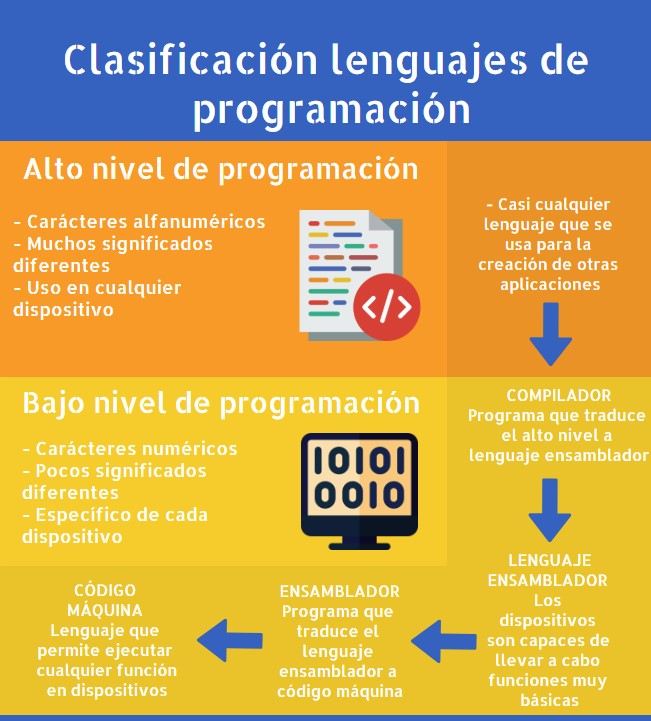 Clasificación lenguajes de
programación
Alto nivel de programación
- Carácteres alfanuméricos
- Muchos significados
diferentes
- Uso en cualquier
dispositivo
- Casi cualquier
lenguaje que se
usa para la
creación de otras
aplicaciones
Bajo nivel de programación
- Carácteres numéricos
- Pocos significados
diferentes
- Específico de cada
dispositivo
10101
0010
COMPILADOR
Programa que traduce
el alto nivel a
lenguaje ensamblador
LENGUAJE
ENSAMBLADOR
Los
dispositivos
son capaces de
llevar a cabo
funciones muy
básicas
ENSAMBLADOR
Programa que
traduce el
lenguaje
ensamblador a
código máquina
CÓDIGO
MÁQUINA
Lenguaje que
permite ejecutar
cualquier función
en dispositivos